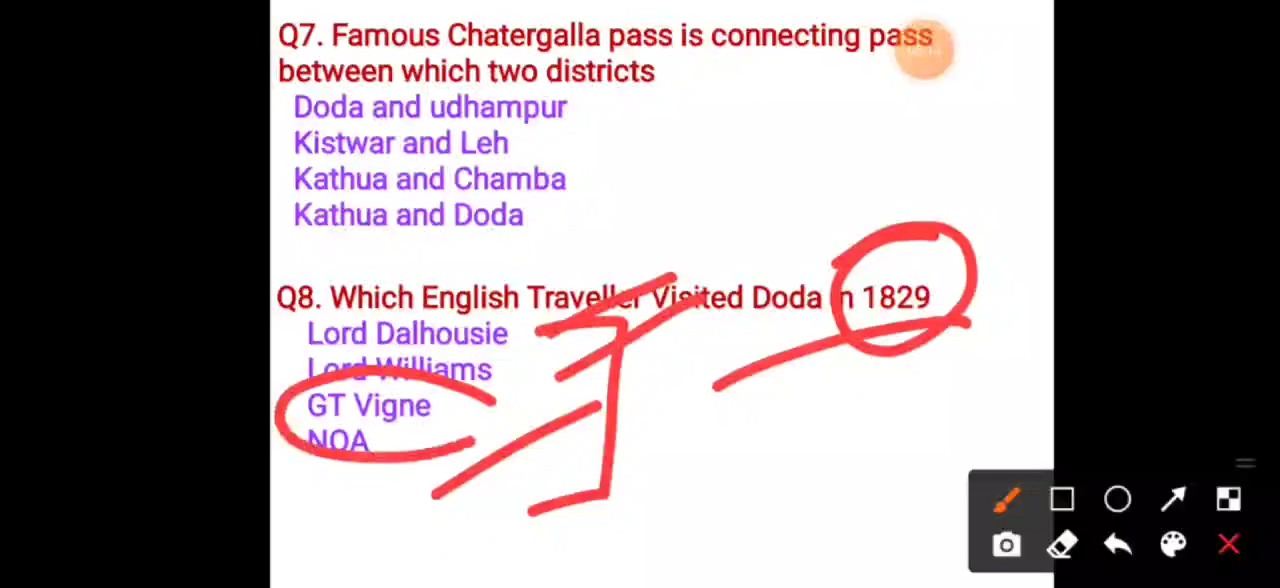 Q7. Famous Chatergalla pass is connecting pass
between which two districts
Doda and udhampur
Kistwar and Leh
Kathua and Chamba
Kathua and Doda
Q8. Which English Traveller Visited Doda in 1829
Lord Dalhousie
Lord Williams
GT Vigne
NOA